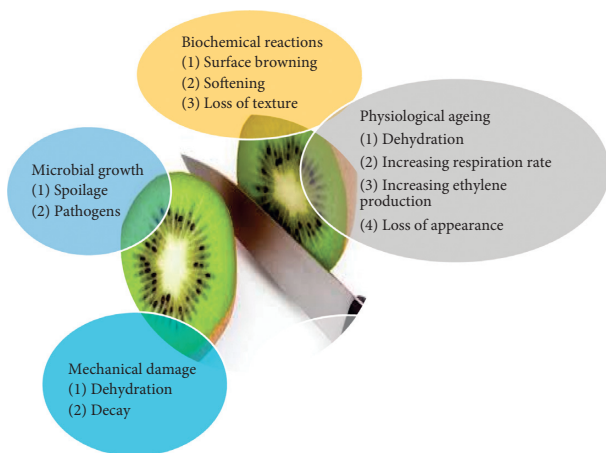 Biochemical reactions
(1) Surface browning
(2) Softening
(3) Loss of texture
Physiological ageing
(1) Dehydration
(2) Increasing respiration rate
(3) Increasing ethylene
production
(4) Loss of appearance
Microbial growth
(1) Spoilage
(2) Pathogens
Mechanical damage
(1) Dehydration
(2) Decay